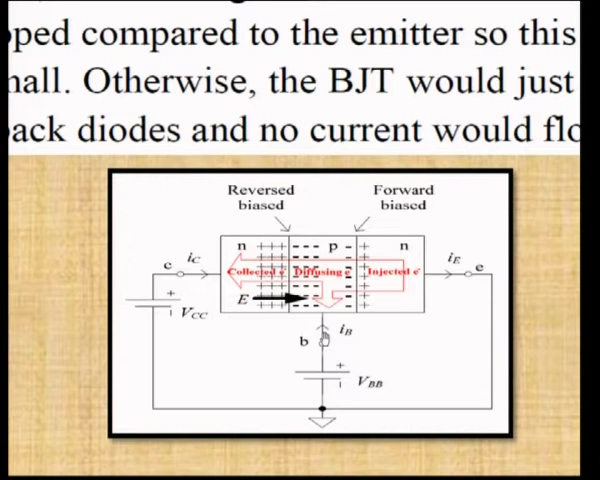 ped compared to the emitter so this
all. Otherwise, the BJT would just
ack diodes and no current would flo
Reversed biased
Forward biased
n
p
n
c
iC
Collected e⁻
Diffusing e⁻
Injected e⁻
iE
e
E
VCC
b
iB
VBB